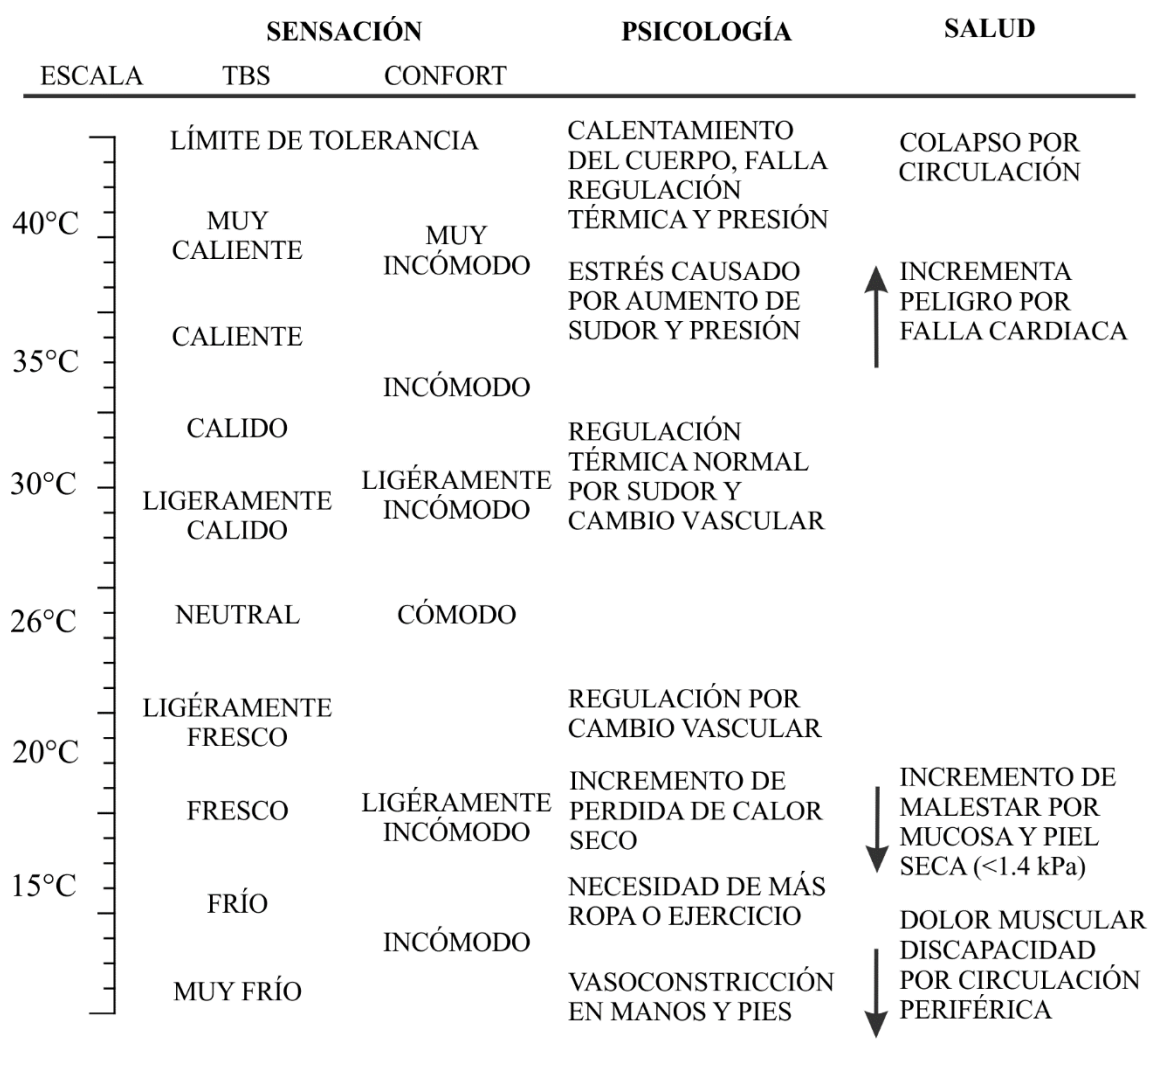 SENSACIÓN PSICOLOGÍA SALUD
ESCALA TBS CONFORT
LÍMITE DE TOLERANCIA
CALENTAMIENTO
DEL CUERPO, FALLA
REGULACIÓN
TÉRMICA Y PRESIÓN
COLAPSO POR
CIRCULACIÓN
40°C
MUY
CALIENTE
MUY
INCÓMODO
ESTRÉS CAUSADO
POR AUMENTO DE
SUDOR Y PRESIÓN
INCREMENTA
PELIGRO POR
FALLA CARDIACA
CALIENTE
35°C
INCÓMODO
CALIDO
REGULACIÓN
TÉRMICA NORMAL
POR SUDOR Y
CAMBIO VASCULAR
30°C
LIGERAMENTE
CALIDO
LIGÉRAMENTE
INCÓMODO
26°C
NEUTRAL
CÓMODO
LIGÉRAMENTE
FRESCO
REGULACIÓN POR
CAMBIO VASCULAR
20°C
FRESCO
LIGÉRAMENTE
INCÓMODO
INCREMENTO DE
PERDIDA DE CALOR
SECO
INCREMENTO DE
MALESTAR POR
MUCOSA Y PIEL
SECA (<1.4 kPa)
15°C
FRÍO
NECESIDAD DE MÁS
ROPA O EJERCICIO
INCÓMODO
DOLOR MUSCULAR
DISCAPACIDAD
POR CIRCULACIÓN
PERIFÉRICA
MUY FRÍO
VASOCONSTRICCIÓN
EN MANOS Y PIES